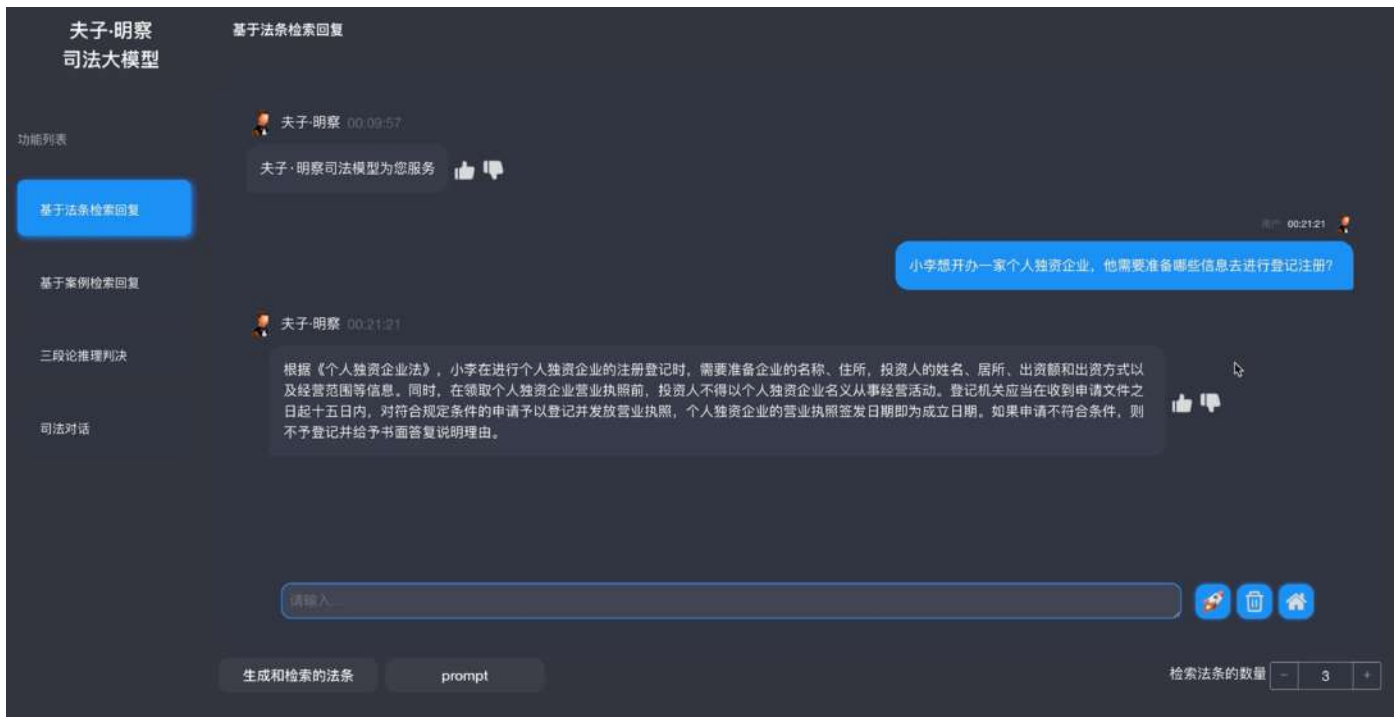 夫子·明察
司法大模型
基于法条检索回复
功能列表
基于法条检索回复
基于案例检索回复
三段论推理判决
司法对话
夫子·明察 00:09:57
夫子·明察司法模型为您服务
用户 00:21:21
小李想开办一家个人独资企业，他需要准备哪些信息去进行登记注册？
夫子·明察 00:21:21
根据《个人独资企业法》，小李在进行个人独资企业的注册登记时，需要准备企业的名称、住所，投资人的姓名、居所、出资额和出资方式以
及经营范围等信息。同时，在领取个人独资企业营业执照前，投资人不得以个人独资企业名义从事经营活动。登记机关应当在收到申请文件之
日起十五日内，对符合规定条件的申请予以登记并发放营业执照，个人独资企业的营业执照签发日期即为成立日期。如果申请不符合条件，则
不予登记并给予书面答复说明理由。
请输入...
生成和检索的法条
prompt
检索法条的数量 - 3 +